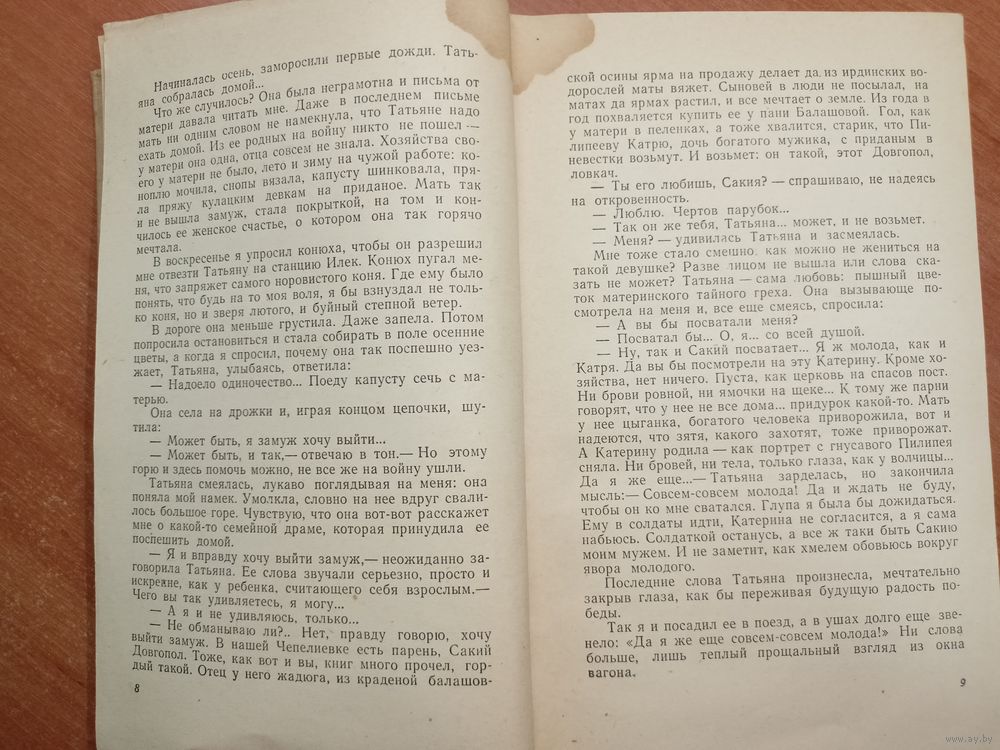 Начиналась осень, заморосили первые дожди. Тать-
яна собралась домой...
Что же случилось? Она была неграмотна и письма от
матери давала читать мне. Даже в последнем письме
мать ни одним словом не намекнула, что Татьяне надо
ехать домой. Из ее родных на войну никто не пошел —
у матери она одна, отца совсем не знала. Хозяйства сво-
его у матери не было, лето и зиму на чужой работе: ко-
ноплю мочила, снопы вязала, капусту шинковала, пря-
ла пряжу кулацким девкам на приданое. Мать так
и не вышла замуж, стала покрыткой, на том и кон-
чилось ее женское счастье, о котором она так горячо
мечтала.
В воскресенье я упросил конюха, чтобы он разрешил
мне отвезти Татьяну на станцию Илек. Конюх пугал ме-
ня, что запряжет самого норовистого коня. Где ему было
понять, что будь на то моя воля, я бы взнуздал не толь-
ко коня, но и зверя лютого, и буйный степной ветер.
В дороге она меньше грустила. Даже запела. Потом
попросила остановиться и стала собирать в поле осенние
цветы, а когда я спросил, почему она так поспешно уез-
жает, Татьяна, улыбаясь, ответила:
— Надоело одиночество... Поеду капусту сечь с ма-
терью.
Она села на дрожки и, играя концом цепочки, шу-
тила:
— Может быть, я замуж хочу выйти...
— Может быть, и так,— отвечаю в тон.— Но этому
горю и здесь помочь можно, не все же на войну ушли.
Татьяна смеялась, лукаво поглядывая на меня: она
поняла мой намек. Умолкла, словно на нее вдруг свали-
лось большое горе. Чувствую, что она вот-вот расскажет
мне о какой-то семейной драме, которая принудила ее
поспешить домой.
— Я и вправду хочу выйти замуж,— неожиданно за-
говорила Татьяна. Ее слова звучали серьезно, просто и
искренне, как у ребенка, считающего себя взрослым.—
Чего вы так удивляетесь, я могу...
— А я и не удивляюсь, только...
— Не обманываю ли?.. Нет, правду говорю, хочу
выйти замуж. В нашей Чепелиевке есть парень, Сакий
Довгопол. Тоже, как вот и вы, книг много прочел, гор-
дый такой. Отец у него жадюга, из краденой балашов-
8
ской осины ярма на продажу делает да из ирдинских во-
дорослей маты вяжет. Сыновей в люди не посылал, на
матах да ярмах растил, и все мечтает о земле. Из года в
год похваляется купить ее у пани Балашовой. Гол, как
у матери в пеленках, а тоже хвалится, старик, что Пи-
липееву Катрю, дочь богатого мужика, с приданым в
невестки возьмут. И возьмет: он такой, этот Довгопол,
ловкач.
— Ты его любишь, Сакия? — спрашиваю, не надеясь
на откровенность.
— Люблю. Чертов парубок...
— Так он же тебя, Татьяна... может, и не возьмет.
— Меня? — удивилась Татьяна и засмеялась.
Мне тоже стало смешно: как можно не жениться на
такой девушке? Разве лицом не вышла или слова ска-
зать не может? Татьяна — сама любовь: пышный цве-
ток материнского тайного греха. Она вызывающе по-
смотрела на меня и, все еще смеясь, спросила:
— А вы бы посватали меня?
— Посватал бы... О, я... со всей душой.
— Ну, так и Сакий посватает... Я ж молода, как и
Катря. Да вы бы посмотрели на эту Катерину. Кроме хо-
зяйства, нет ничего. Пуста, как церковь на спасов пост.
Ни брови ровной, ни ямочки на щеке... К тому же парни
говорят, что у нее не все дома... придурок какой-то. Мать
у нее цыганка, богатого человека приворожила, вот и
надеются, что зятя, какого захотят, тоже приворожат.
А Катерину родила — как портрет с гнусавого Пилипея
сняла. Ни бровей, ни тела, только глаза, как у волчицы...
Да я же еще...— Татьяна зарделась, но закончила
мысль:— Совсем-совсем молода! Да и ждать не буду,
чтобы он ко мне сватался. Глупа я была бы дожидаться.
Ему в солдаты идти, Катерина не согласится, а я сама
набьюсь. Солдаткой останусь, а все ж таки быть Сакию
моим мужем. И не заметит, как хмелем обовьюсь вокруг
явора молодого.
Последние слова Татьяна произнесла, мечтательно
закрыв глаза, как бы переживая будущую радость по-
беды.
Так я и посадил ее в поезд, а в ушах долго еще зве-
нело: «Да я же еще совсем-совсем молода!» Ни слова
больше, лишь теплый прощальный взгляд из окна
вагона.
9
www.ay.by